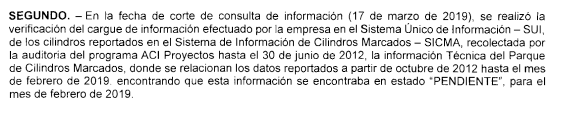 SEGUNDO. – En la fecha de corte de consulta de información (17 de marzo de 2019), se realizó la
verificación del cargue de información efectuado por la empresa en el Sistema Único de Información – SUI,
de los cilindros reportados en el Sistema de Información de Cilindros Marcados – SICMA, recolectada por
la auditoria del programa ACI Proyectos hasta el 30 de junio de 2012, la información Técnica del Parque
de Cilindros Marcados, donde se relacionan los datos reportados a partir de octubre de 2012 hasta el mes
de febrero de 2019. encontrando que esta información se encontraba en estado "PENDIENTE", para el
mes de febrero de 2019.